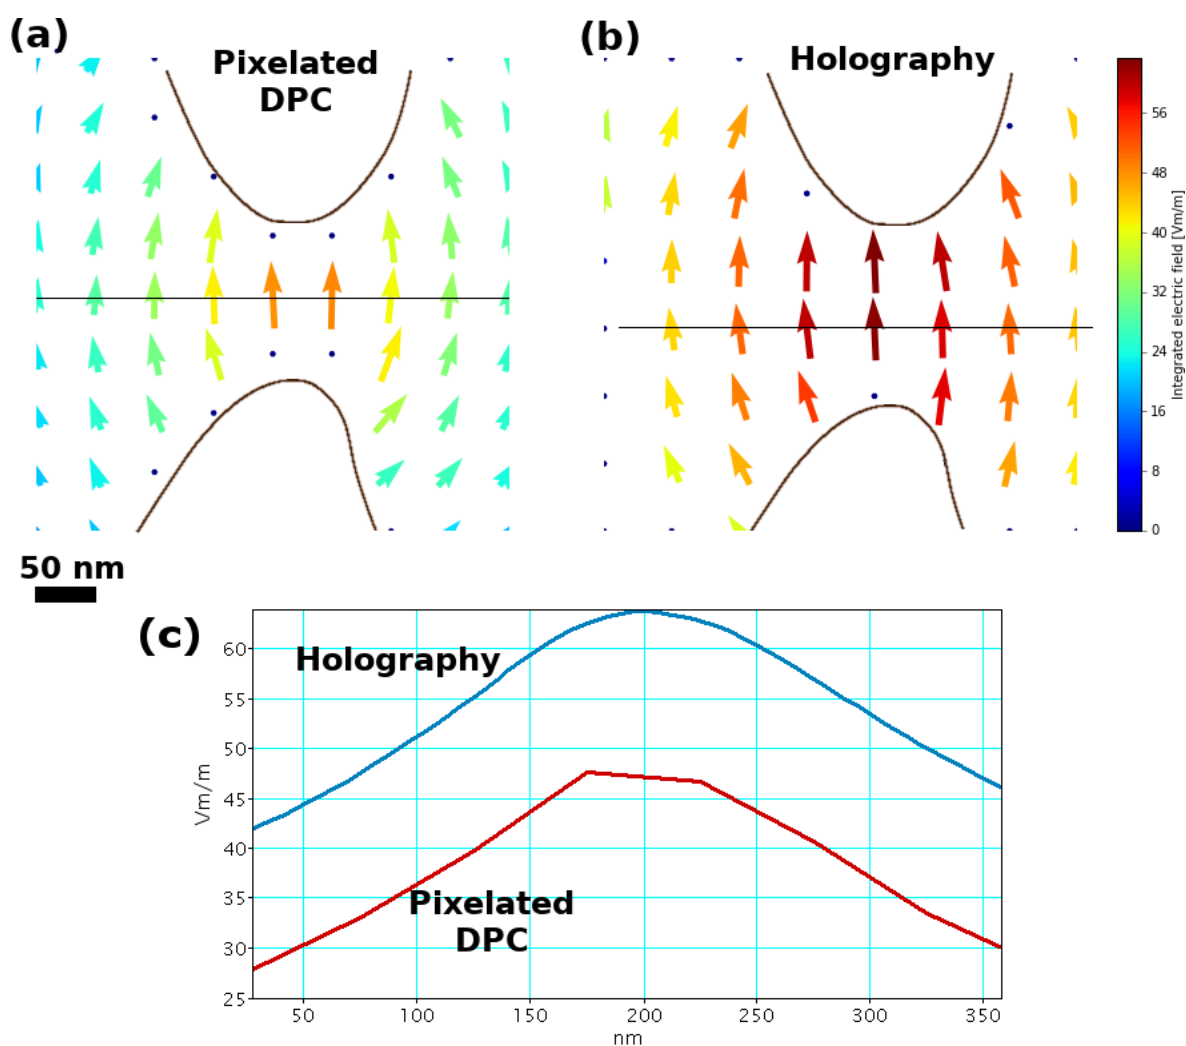 (a)
Pixelated
DPC
(b)
Holography
56
48
40
32
24
16
8
0
Integrated electric field [Vm/m]
50 nm
(c)
Holography
Pixelated
DPC
60
55
50
45
40
35
30
25
Vm/m
50 100 150 200 250 300 350
nm